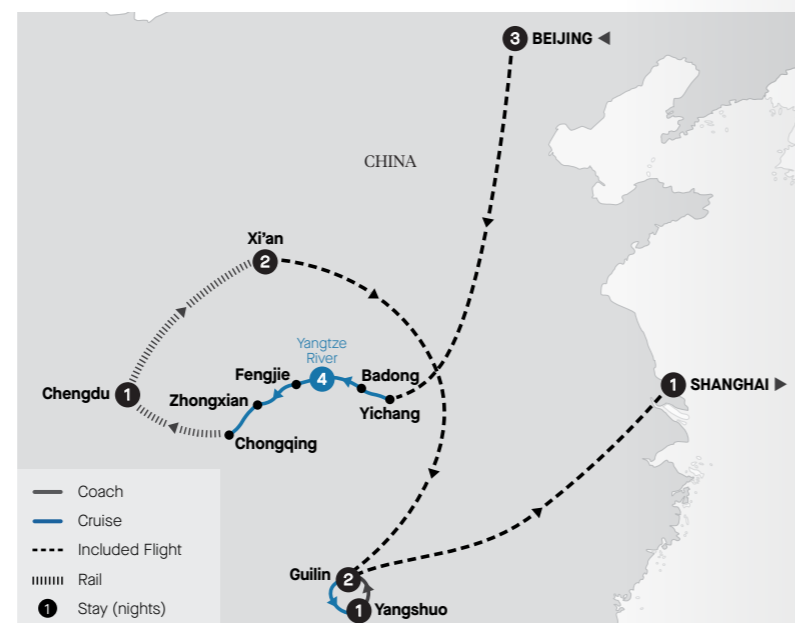 3 BEIJING
CHINA
Xi'an
2
Yangtze
River
4
Fengjie
Badong
Chengdu 1
Zhongxian
Yichang
Chongqing
1 SHANGHAI
Coach
Cruise
Included Flight
Rail
1 Stay (nights)
Guilin 2
1 Yangshuo